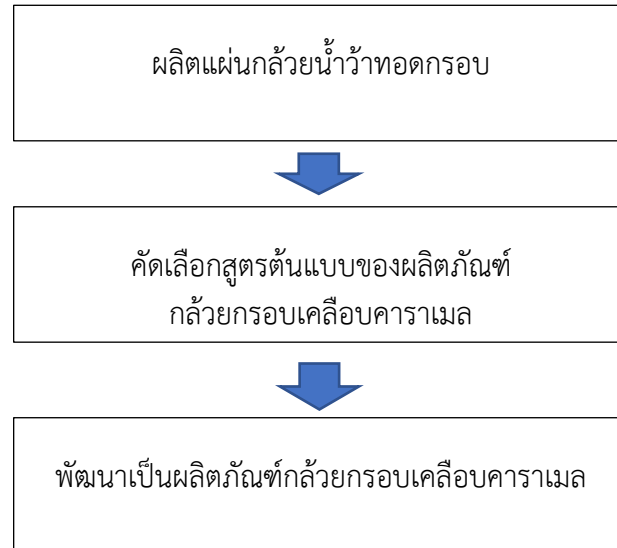 ผลิตแผ่นกล้วยน้ำว้าทอดกรอบ
คัดเลือกสูตรต้นแบบของผลิตภัณฑ์
กล้วยกรอบเคลือบคาราเมล
พัฒนาเป็นผลิตภัณฑ์กล้วยกรอบเคลือบคาราเมล